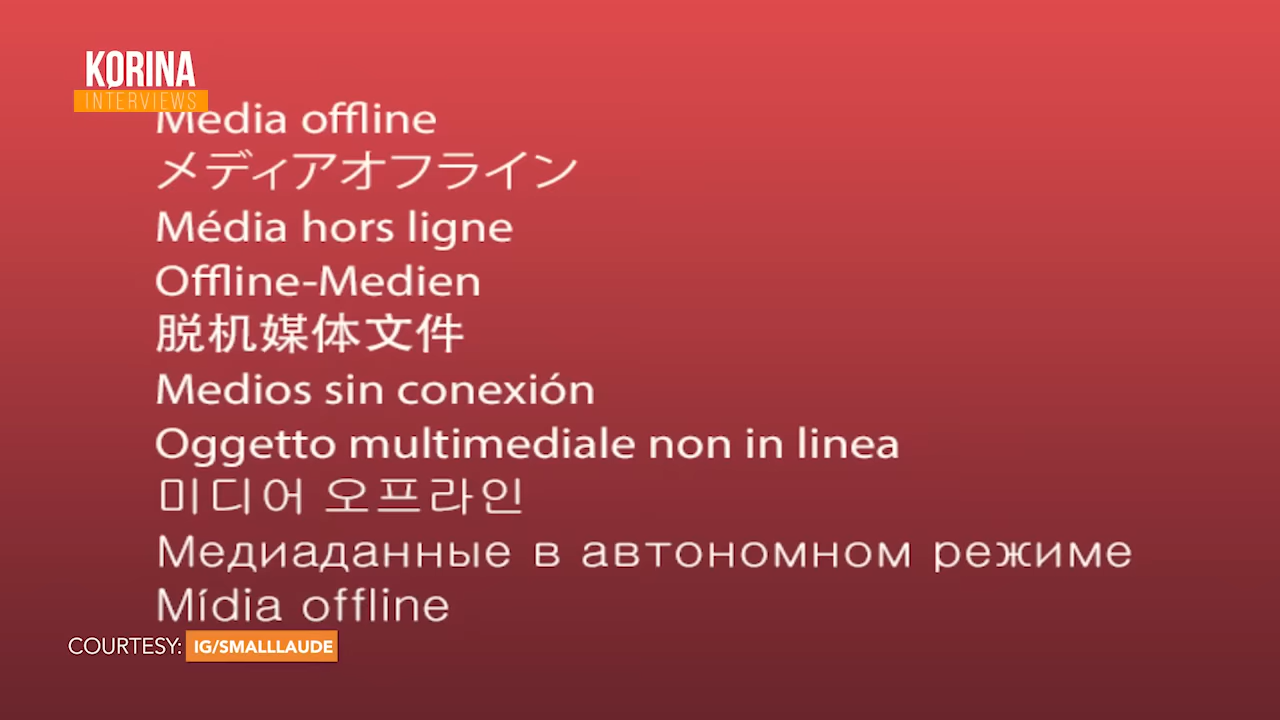 KORINA
INTERVIEWS
Media offline
メディアオフライン
Média hors ligne
Offline-Medien
脱机媒体文件
Medios sin conexión
Oggetto multimediale non in linea
미디어 오프라인
Медиаданные в автономном режиме
Mídia offline
COURTESY: IG/SMALLLAUDE